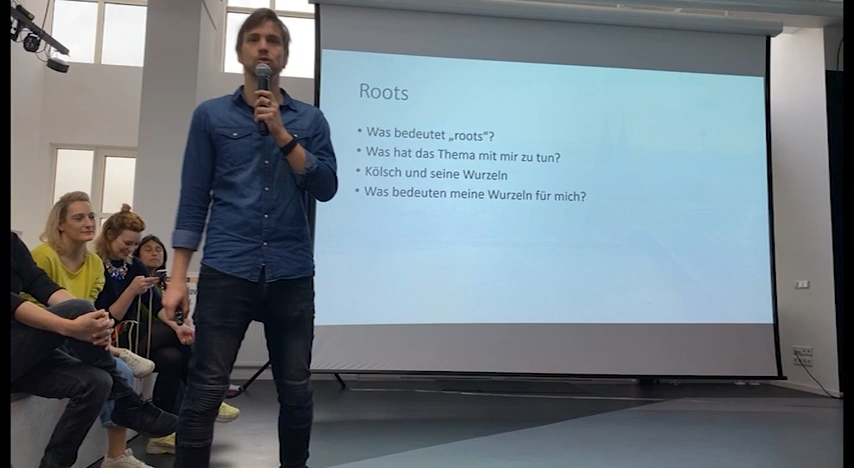 Roots
• Was bedeutet „roots“?
• Was hat das Thema mit mir zu tun?
• Kölsch und seine Wurzeln
• Was bedeuten meine Wurzeln für mich?